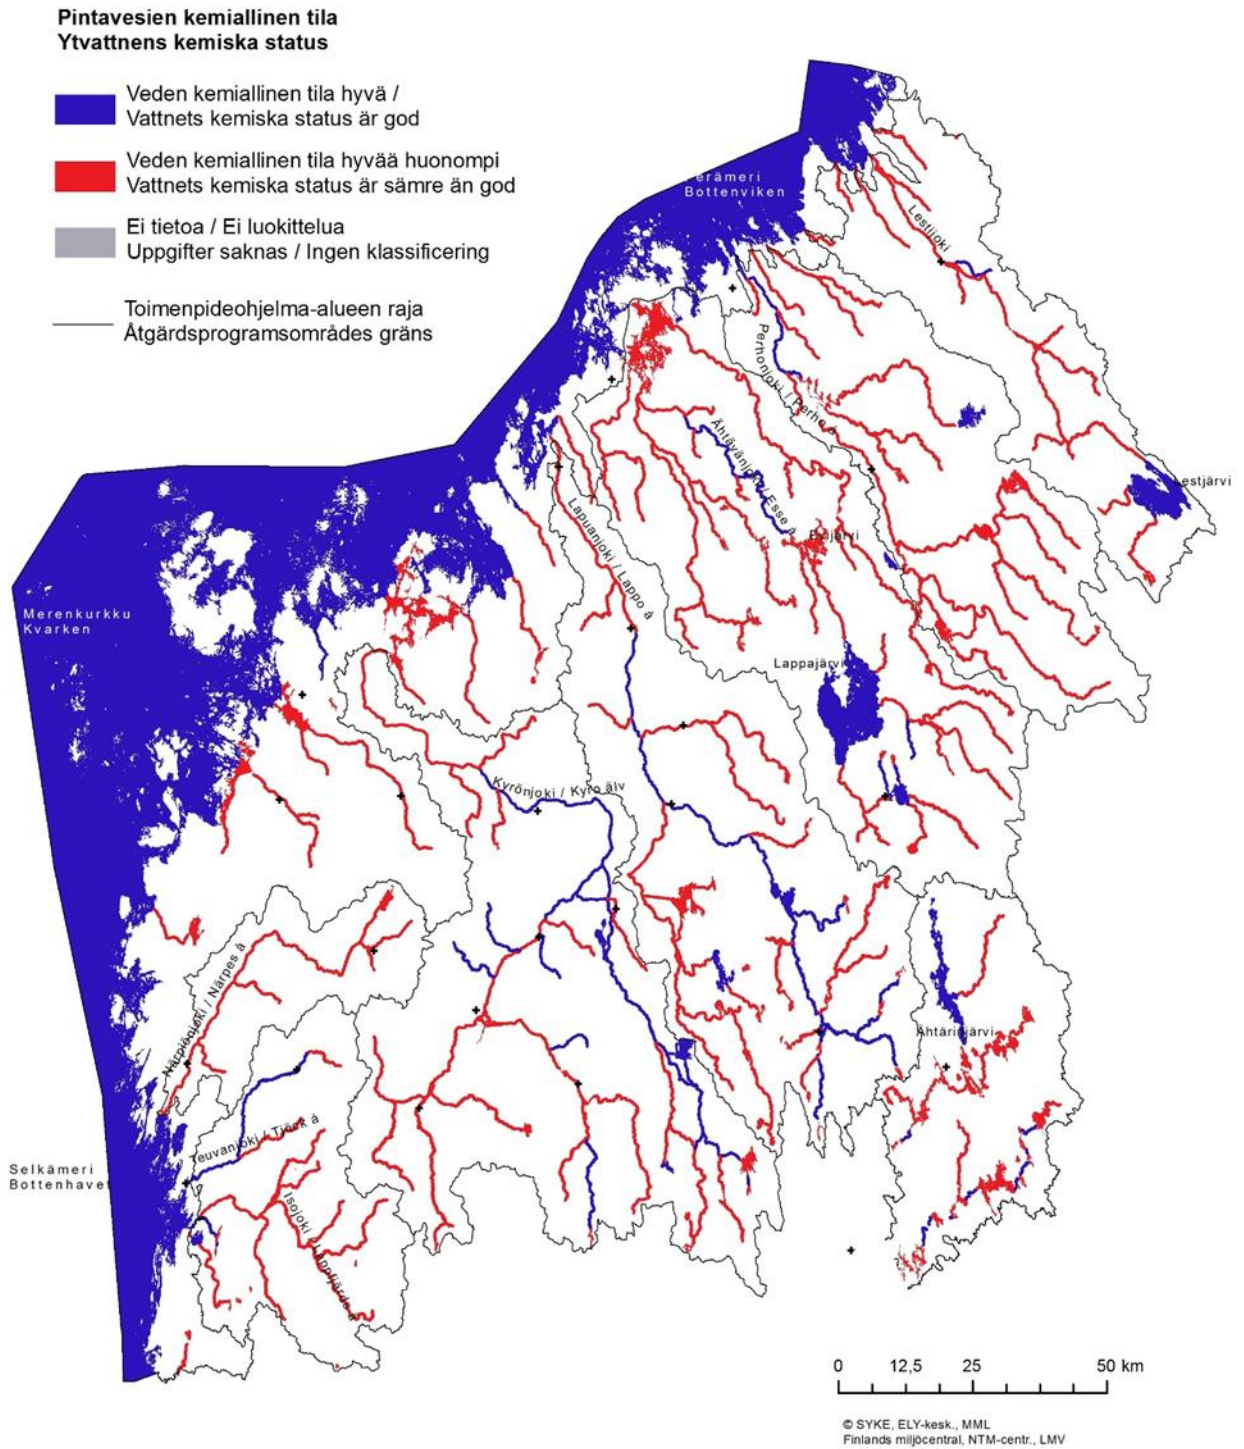 Pintavesien kemiallinen tila
Ytvattnens kemiska status
Veden kemiallinen tila hyvä /
Vattnets kemiska status är god
Veden kemiallinen tila hyvää huonompi
Vattnets kemiska status är sämre än god
Ei tietoa / Ei luokittelua
Uppgifter saknas / Ingen klassificering
Toimenpideohjelma-alueen raja
Åtgärdsprogramsområdes gräns
Perämeri
Bottenviken
Lestijoki
Perhonjoki / Perho å
Ähtävänjoki / Esse å
Lestjärvi
Evijärvi
Lapuanjoki / Lappo å
Merenkurkku
Kvarken
Lappajärvi
Kyrönjoki / Kyro älv
Närpiönjoki / Närpes å
Ähtärinjärvi
Teuvanjoki / Tjöck å
Selkämeri
Bottenhavet
Isojoki / Lappfjärds å
0 12,5 25 50 km
© SYKE, ELY-kesk., MML
Finlands miljöcentral, NTM-centr., LMV